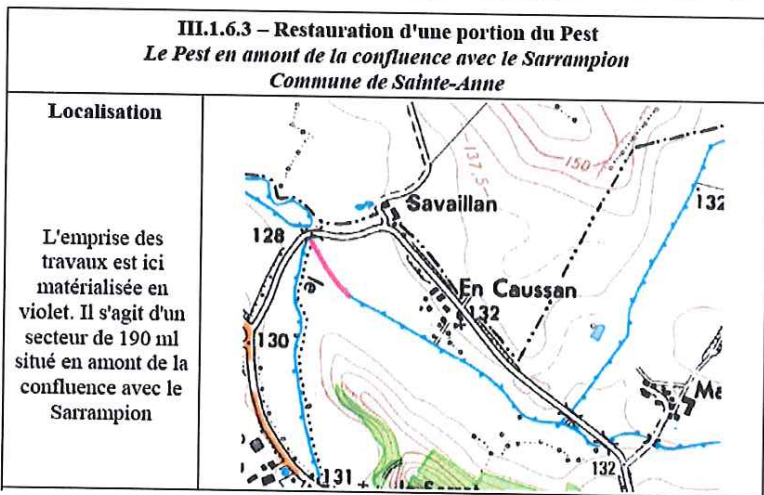 III.1.6.3 – Restauration d'une portion du Pest
Le Pest en amont de la confluence avec le Sarrampion
Commune de Sainte-Anne
Localisation
L'emprise des
travaux est ici
matérialisée en
violet. Il s'agit d'un
secteur de 190 ml
situé en amont de la
confluence avec le
Sarrampion
137.5
150
Savaillan
132
128
le
En Caussan
132
130
Ma
131
132